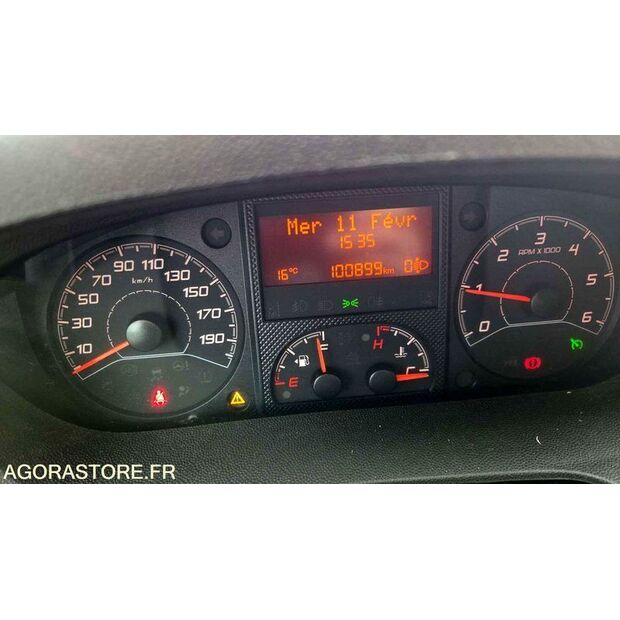 Mer 11 Févr
15:35
16°C 100899km 0
10 30 50 70 90 110 130 150 170 190
km/h
0 1 2 3 4 5 6
RPM X 1000
E F
H C
AGORASTORE.FR